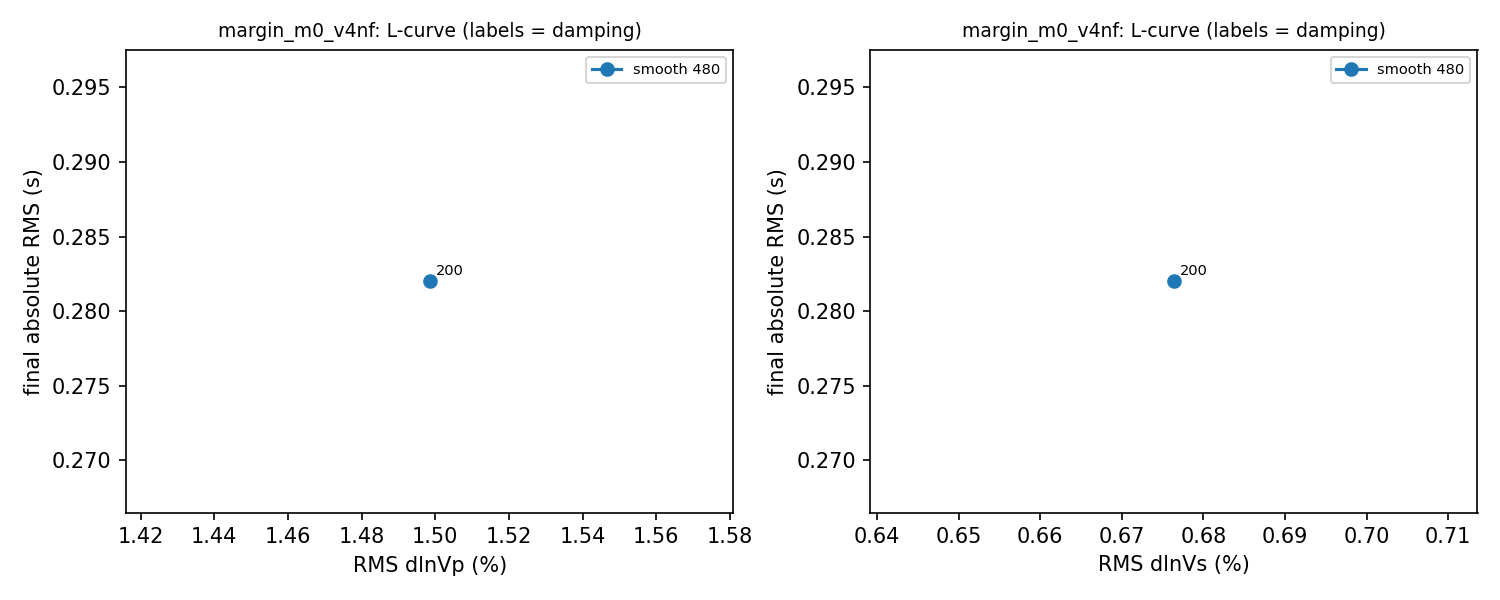 margin_m0_v4nf: L-curve (labels = damping)
smooth 480
0.295
0.290
0.285
0.280
0.275
0.270
final absolute RMS (s)
200
1.42 1.44 1.46 1.48 1.50 1.52 1.54 1.56 1.58
RMS dlnVp (%)
margin_m0_v4nf: L-curve (labels = damping)
smooth 480
0.295
0.290
0.285
0.280
0.275
0.270
final absolute RMS (s)
200
0.64 0.65 0.66 0.67 0.68 0.69 0.70 0.71
RMS dlnVs (%)